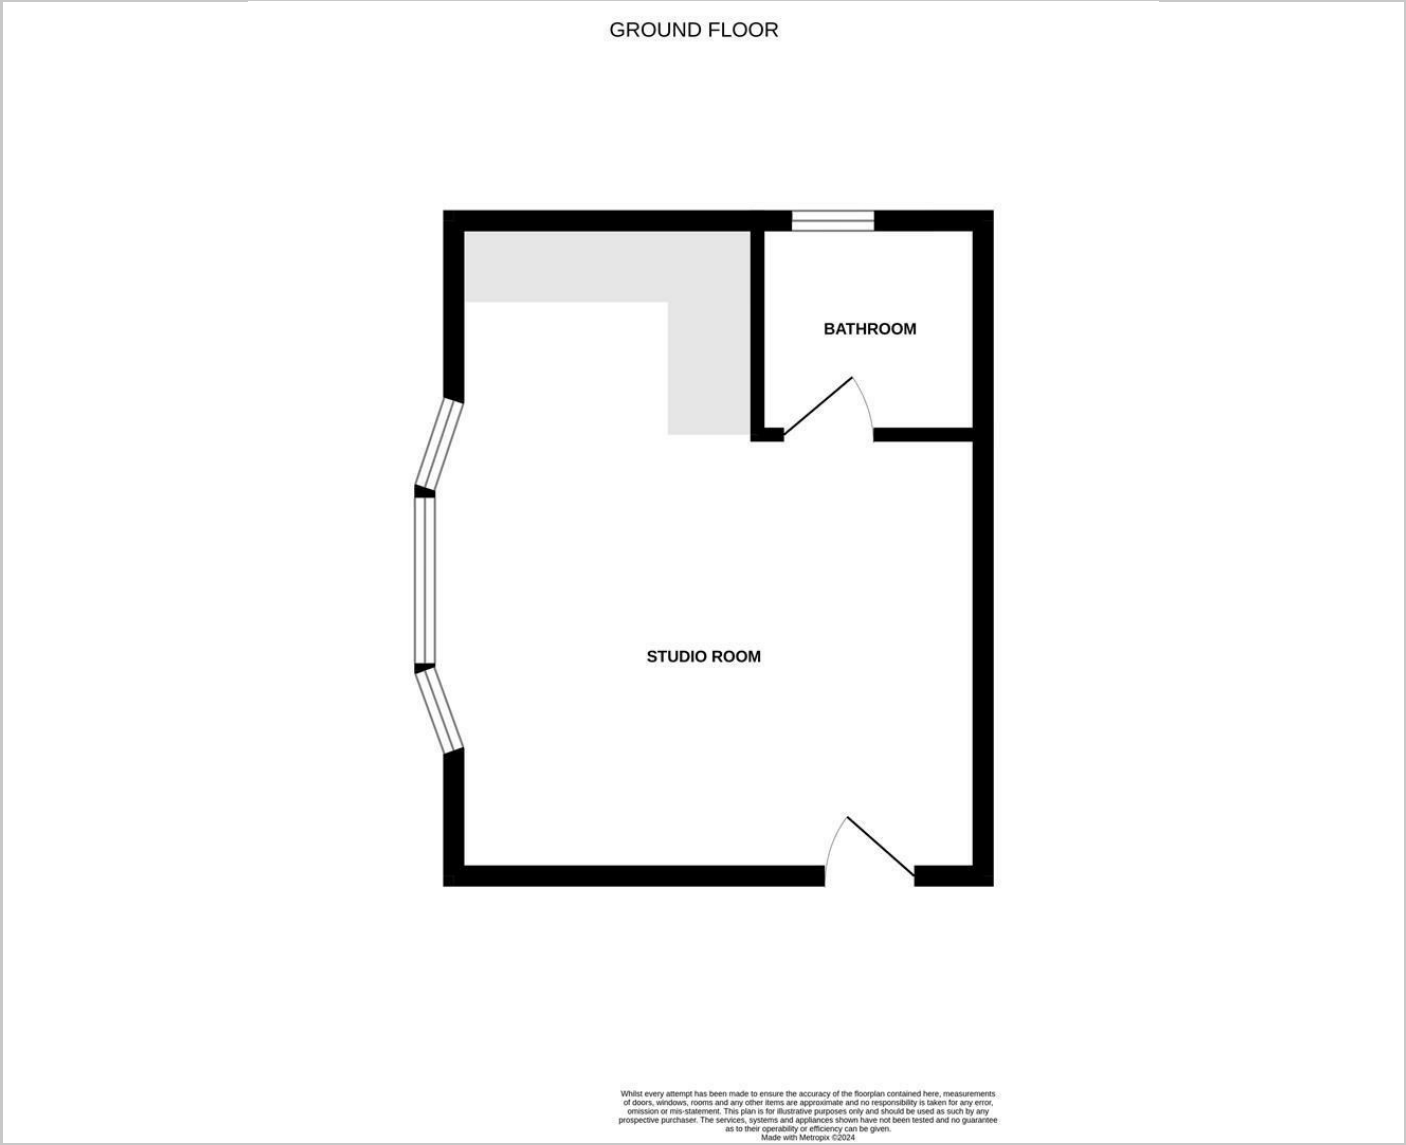 GROUND FLOOR
BATHROOM
STUDIO ROOM
Whilst every attempt has been made to ensure the accuracy of the floorplan contained here, measurements
of doors, windows, rooms and any other items are approximate and no responsibility is taken for any error,
omission or mis-statement. This plan is for illustrative purposes only and should be used as such by any
prospective purchaser. The services, systems and appliances shown have not been tested and no guarantee
as to their operability or efficiency can be given.
Made with Metropix ©2024